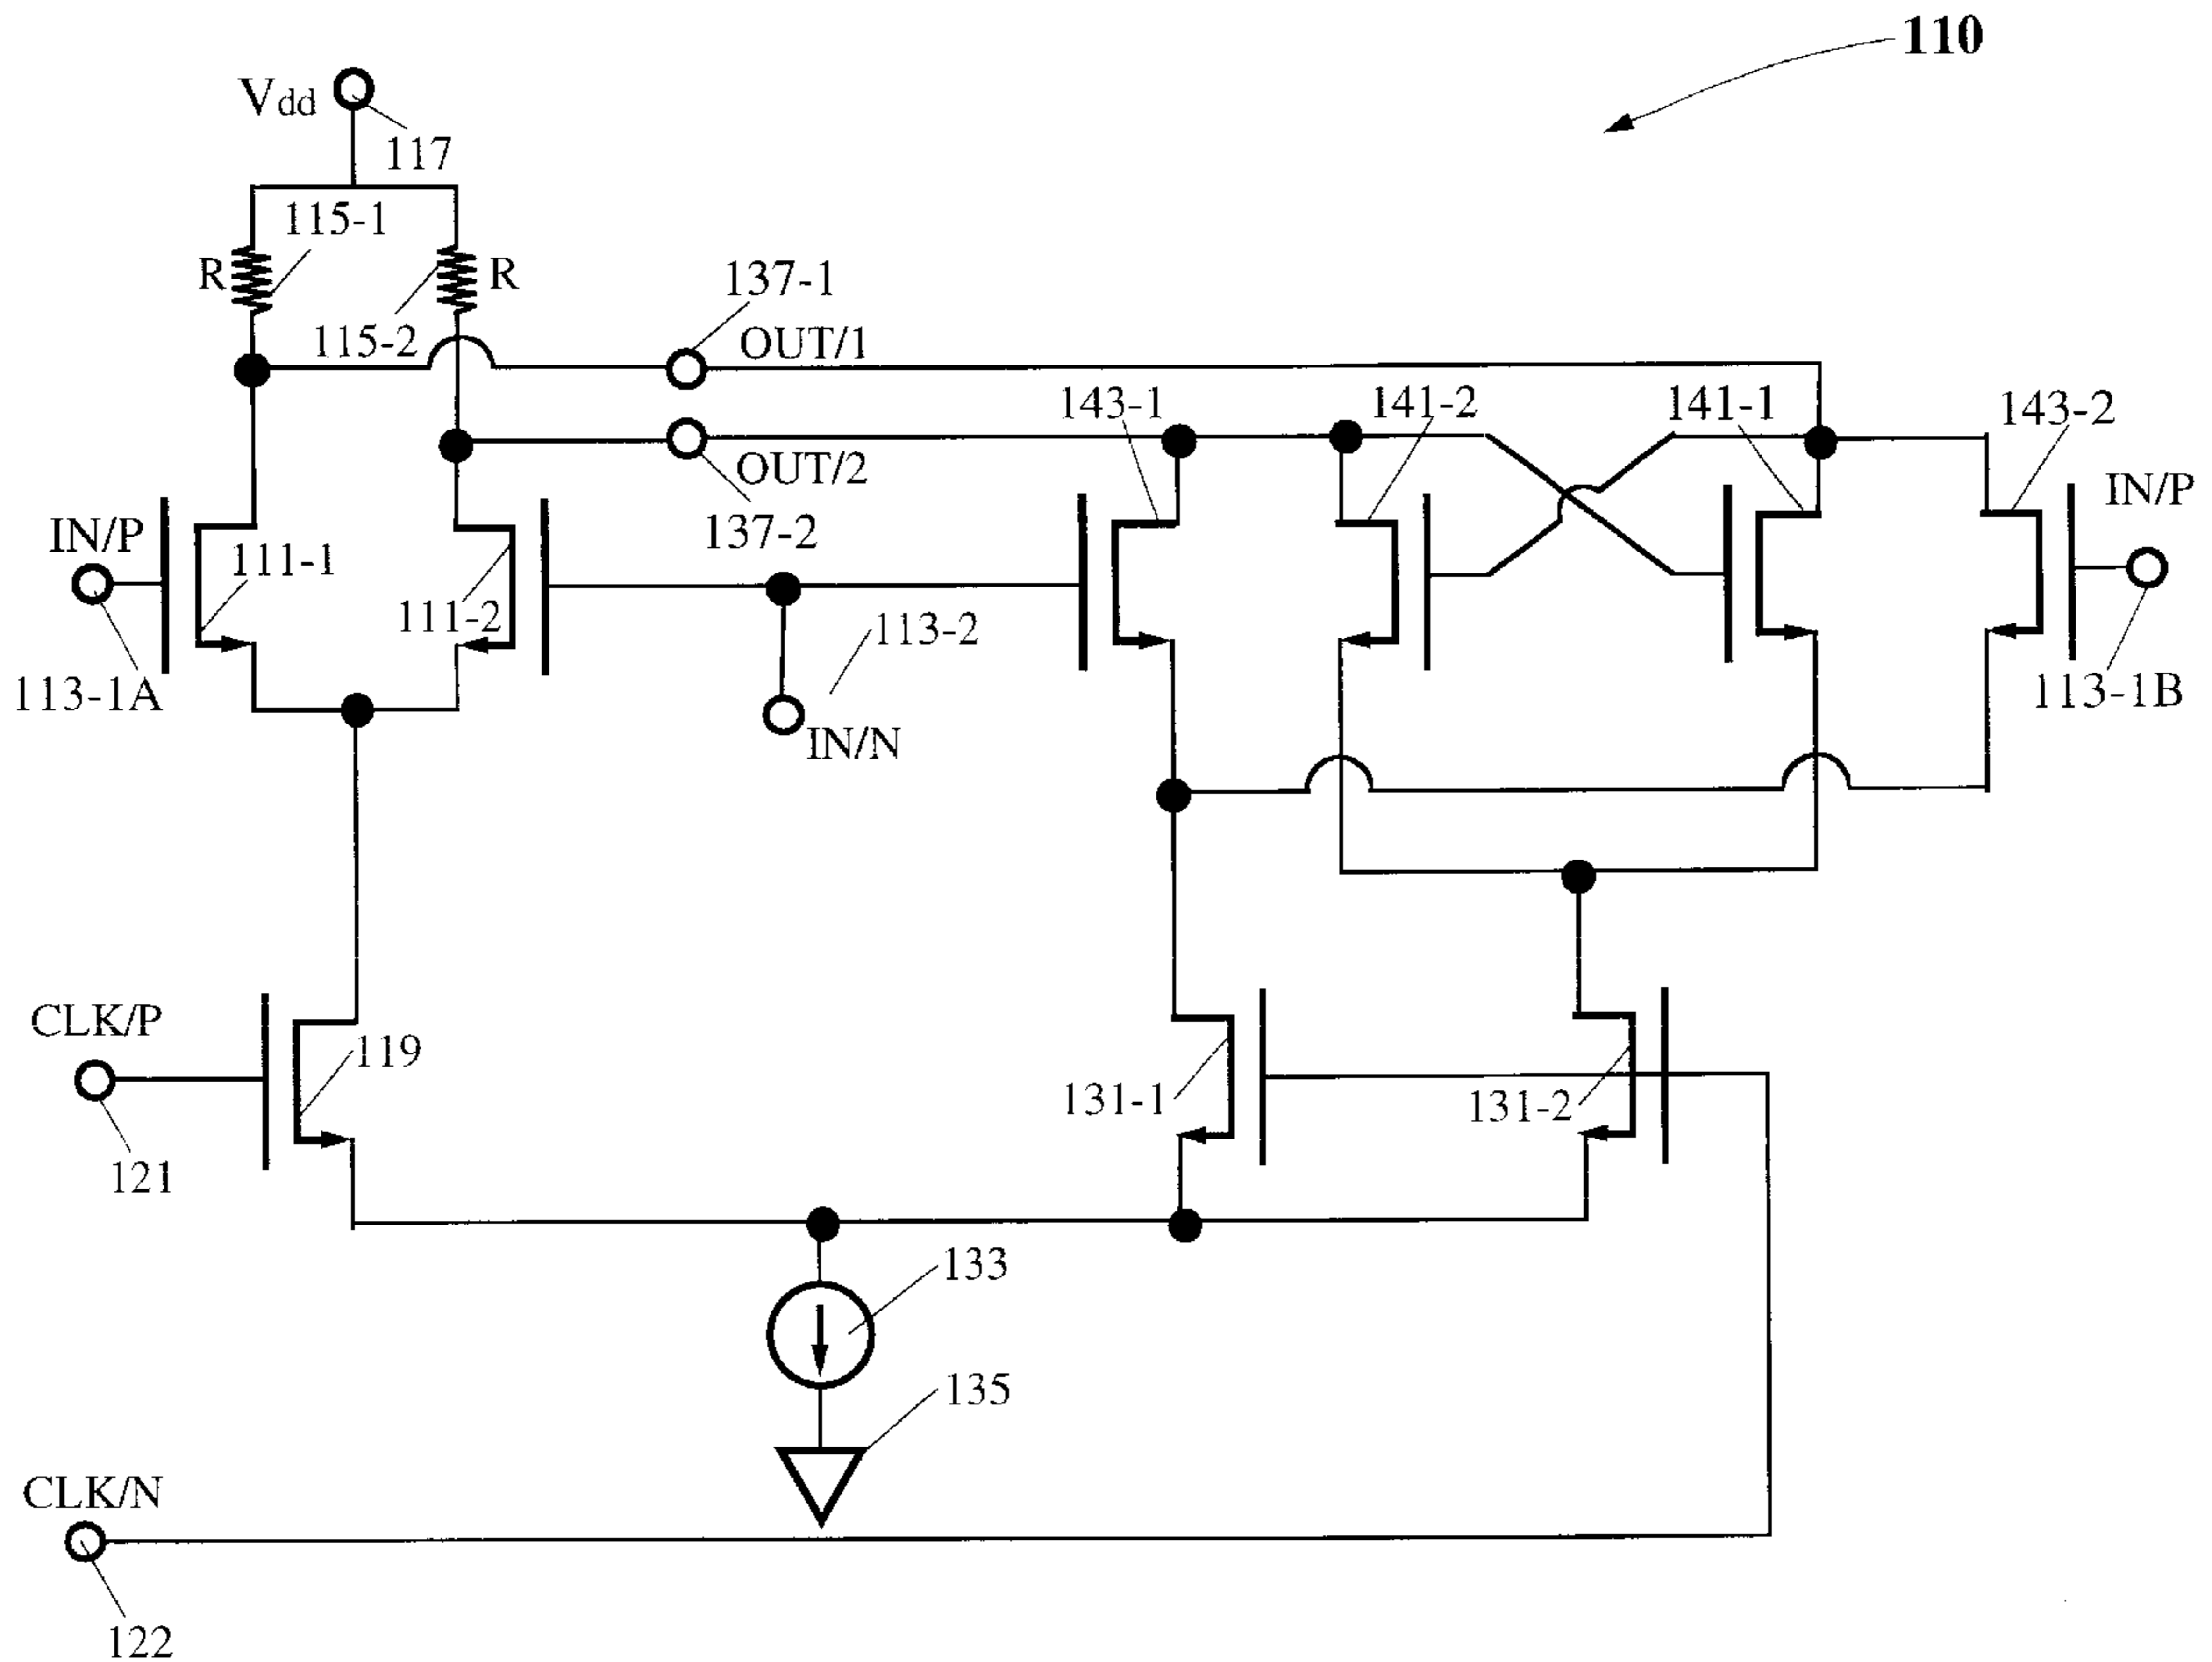 110
Vdd
117
115-1
R
R
115-2
137-1
OUT/1
143-1
141-2
141-1
143-2
OUT/2
137-2
IN/P
IN/P
111-1
111-2
113-2
113-1A
IN/N
113-1B
CLK/P
119
131-1
131-2
121
133
135
CLK/N
122